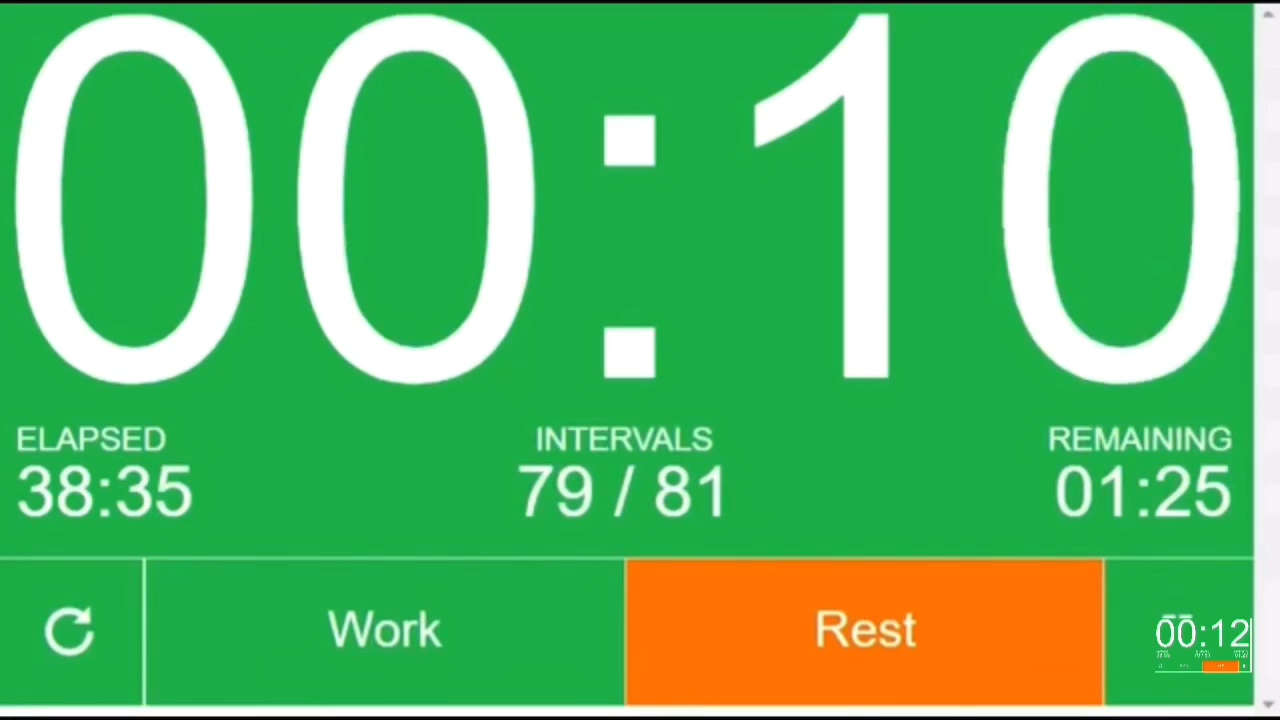 00:10
ELAPSED INTERVALS REMAINING
38:35 79 / 81 01:25
Work Rest
00:12